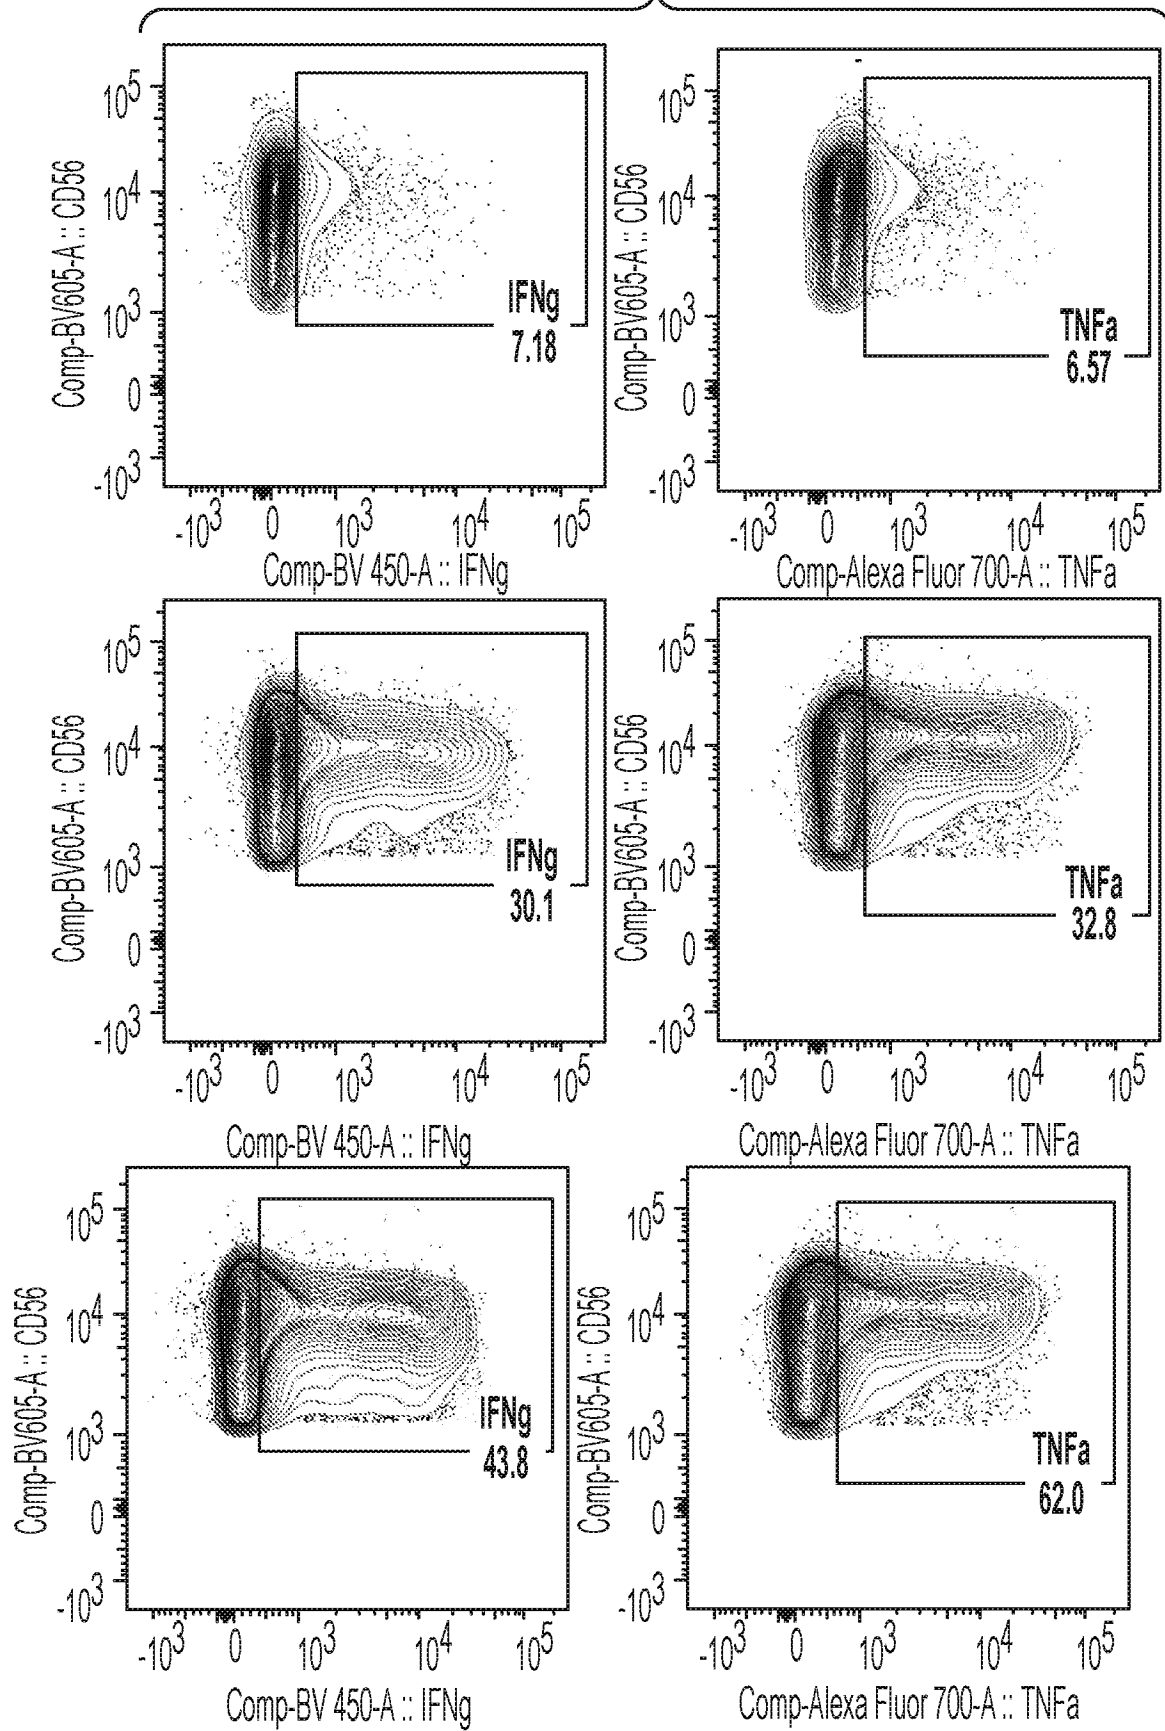 10^5
10^4
10^3
0
-10^3
Comp-BV605-A :: CD56
IFNg
7.18
-10^3 0 10^3 10^4 10^5
Comp-BV 450-A :: IFNg
10^5
10^4
10^3
0
-10^3
Comp-BV605-A :: CD56
TNFa
6.57
-10^3 0 10^3 10^4 10^5
Comp-Alexa Fluor 700-A :: TNFa
10^5
10^4
10^3
0
-10^3
Comp-BV605-A :: CD56
IFNg
30.1
-10^3 0 10^3 10^4 10^5
Comp-BV 450-A :: IFNg
10^5
10^4
10^3
0
-10^3
Comp-BV605-A :: CD56
TNFa
32.8
-10^3 0 10^3 10^4 10^5
Comp-Alexa Fluor 700-A :: TNFa
10^5
10^4
10^3
0
-10^3
Comp-BV605-A :: CD56
IFNg
43.8
-10^3 0 10^3 10^4 10^5
Comp-BV 450-A :: IFNg
10^5
10^4
10^3
0
-10^3
Comp-BV605-A :: CD56
TNFa
62.0
-10^3 0 10^3 10^4 10^5
Comp-Alexa Fluor 700-A :: TNFa